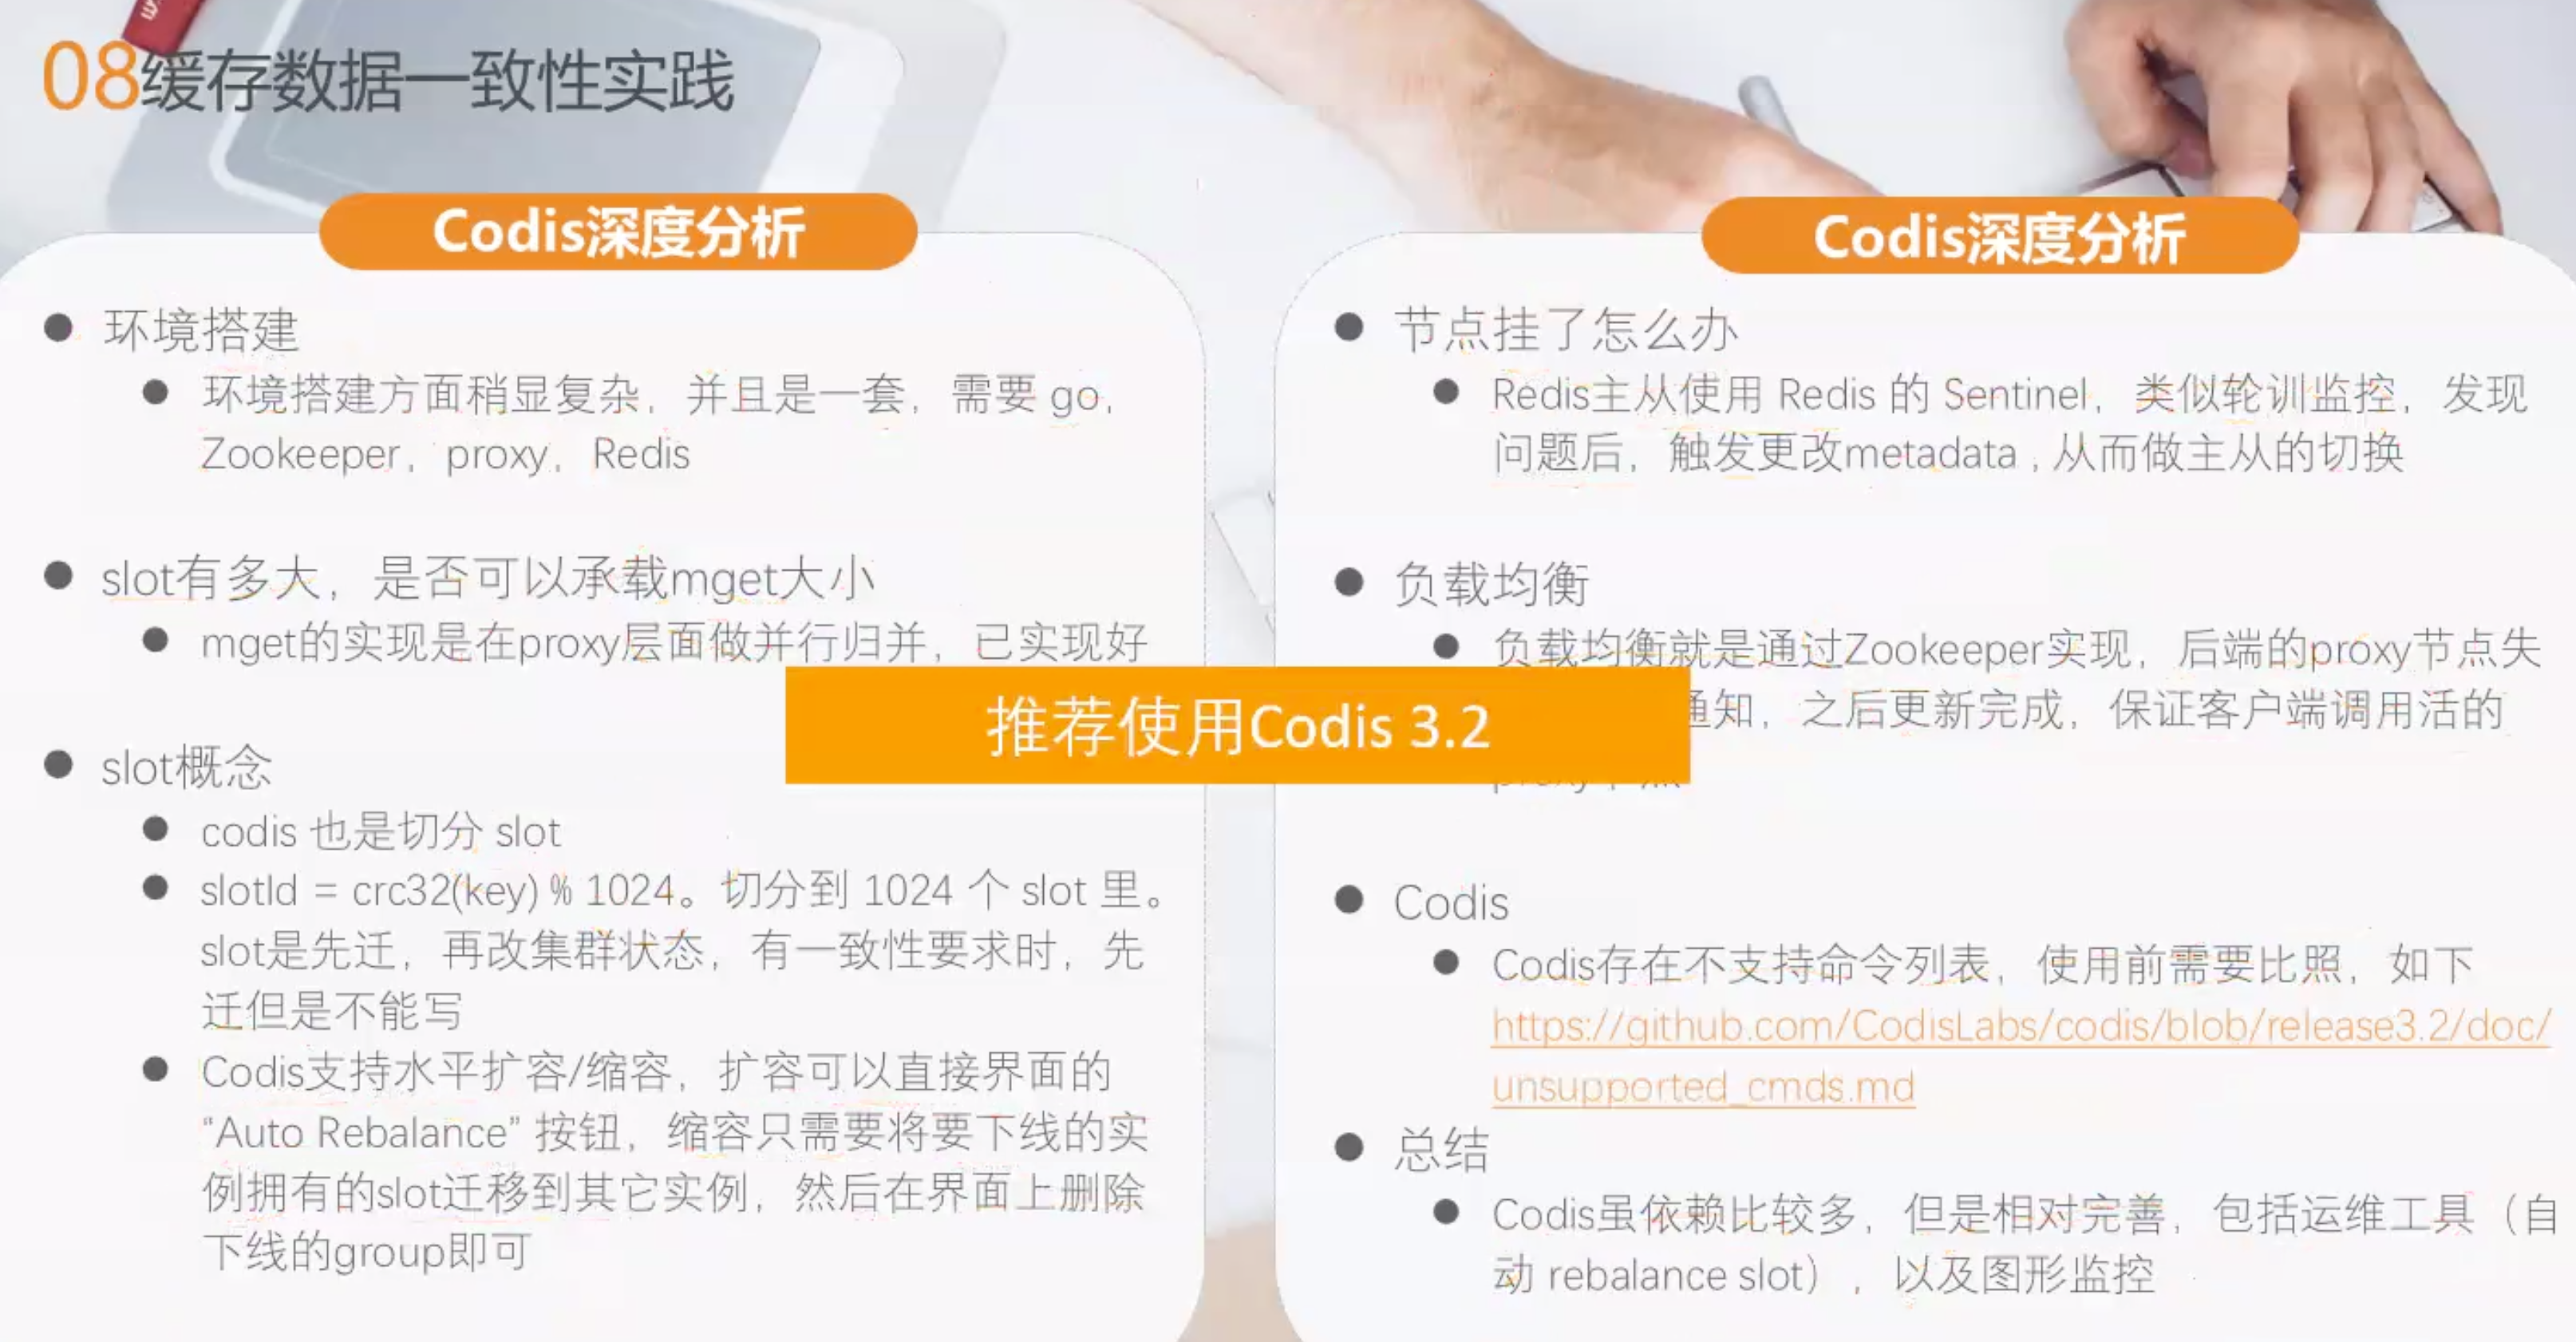 08缓存数据一致性实践
Codis深度分析
环境搭建
环境搭建方面稍显复杂，并且是一套，需要 go，
Zookeeper，proxy，Redis
slot有多大，是否可以承载mget大小
mget的实现是在proxy层面做并行归并，已实现好
slot概念
codis 也是切分 slot
slotId = crc32(key) % 1024。切分到 1024 个 slot 里。
slot是先迁，再改集群状态，有一致性要求时，先
迁但是不能写
Codis支持水平扩容/缩容，扩容可以直接界面的
“Auto Rebalance” 按钮，缩容只需要将要下线的实
例拥有的slot迁移到其它实例，然后在界面上删除
下线的group即可
推荐使用Codis 3.2
Codis深度分析
节点挂了怎么办
Redis主从使用 Redis 的 Sentinel，类似轮训监控，发现
问题后，触发更改metadata , 从而做主从的切换
负载均衡
负载均衡就是通过Zookeeper实现，后端的proxy节点失
通知，之后更新完成，保证客户端调用活的
Codis
Codis存在不支持命令列表，使用前需要比照，如下
https://github.com/CodisLabs/codis/blob/release3.2/doc/
unsupported_cmds.md
总结
Codis虽依赖比较多，但是相对完善，包括运维工具（自
动 rebalance slot），以及图形监控